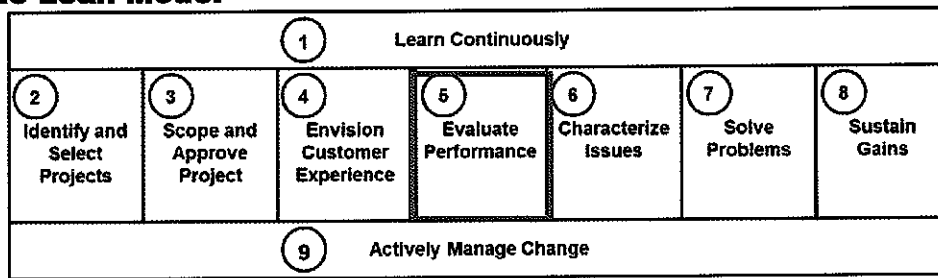 Lean Model
1 Learn Continuously
2 Identify and Select Projects
3 Scope and Approve Project
4 Envision Customer Experience
5 Evaluate Performance
6 Characterize Issues
7 Solve Problems
8 Sustain Gains
9 Actively Manage Change